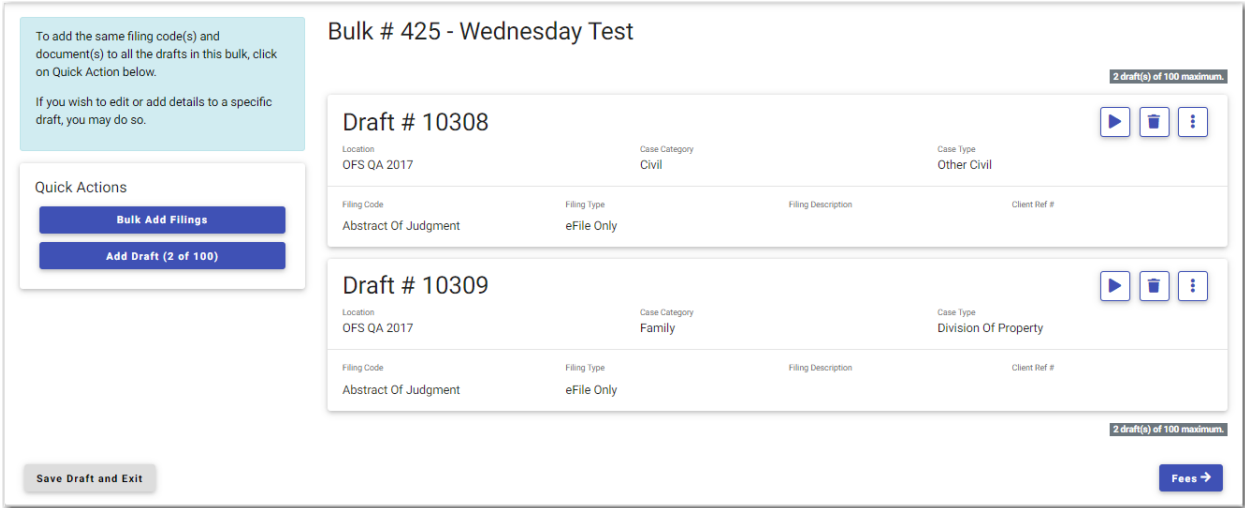 To add the same filing code(s) and
document(s) to all the drafts in this bulk, click
on Quick Action below.
If you wish to edit or add details to a specific
draft, you may do so.
Quick Actions
Bulk Add Filings
Add Draft (2 of 100)
Bulk # 425 - Wednesday Test
2 draft(s) of 100 maximum.
Draft # 10308
Location Case Category Case Type
OFS QA 2017 Civil Other Civil
Filing Code Filing Type Filing Description Client Ref #
Abstract Of Judgment eFile Only
Draft # 10309
Location Case Category Case Type
OFS QA 2017 Family Division Of Property
Filing Code Filing Type Filing Description Client Ref #
Abstract Of Judgment eFile Only
2 draft(s) of 100 maximum.
Save Draft and Exit
Fees